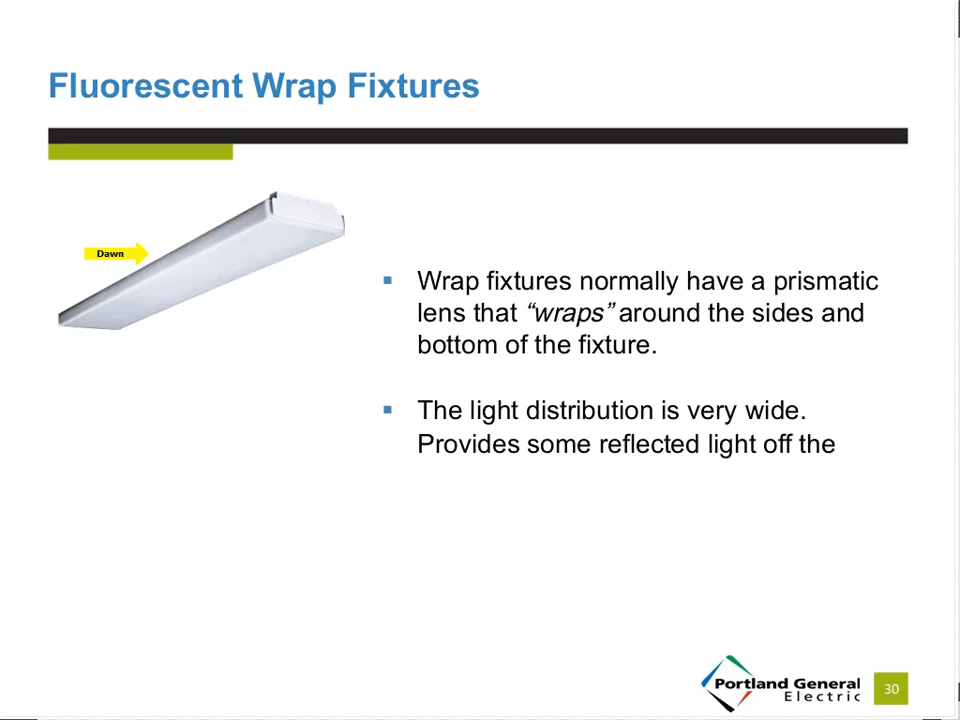 Fluorescent Wrap Fixtures
Dawn
Wrap fixtures normally have a prismatic
lens that “wraps” around the sides and
bottom of the fixture.
The light distribution is very wide.
Provides some reflected light off the
Portland General
Electric
30